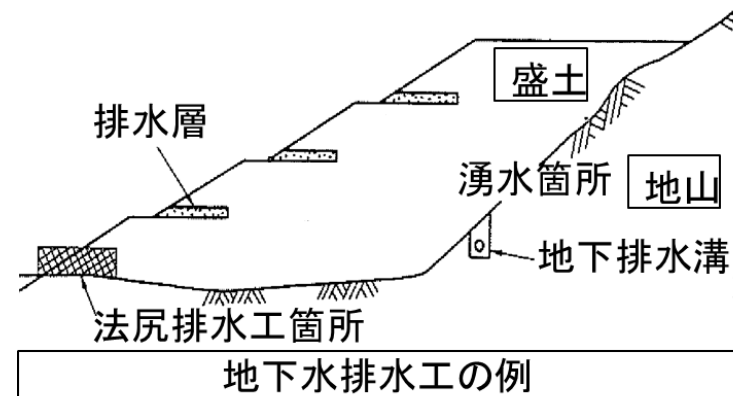 盛土
排水層
湧水箇所
地山
地下排水溝
法尻排水工箇所
地下水排水工の例